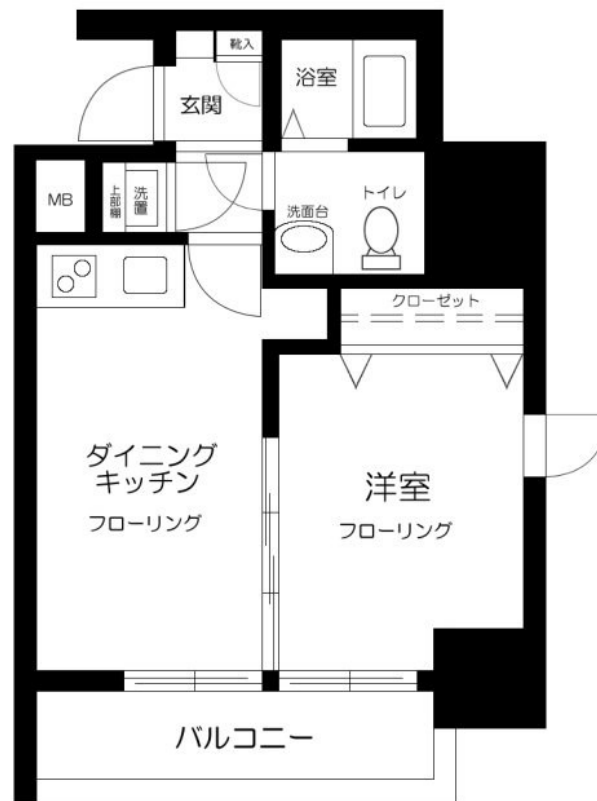 靴入
浴室
玄関
MB
上部棚
洗置
洗面台
トイレ
クローゼット
ダイニング
キッチン
フローリング
洋室
フローリング
バルコニー